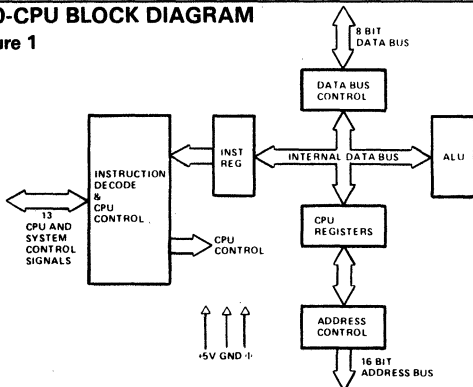 0-CPU BLOCK DIAGRAM
ure 1
8 BIT
DATA BUS
DATA BUS
CONTROL
INST
REG
INTERNAL DATA BUS
ALU
INSTRUCTION
DECODE
&
CPU
CONTROL
13
CPU AND
SYSTEM
CONTROL
SIGNALS
CPU
CONTROL
CPU
REGISTERS
ADDRESS
CONTROL
+5V GND
16 BIT
ADDRESS BUS